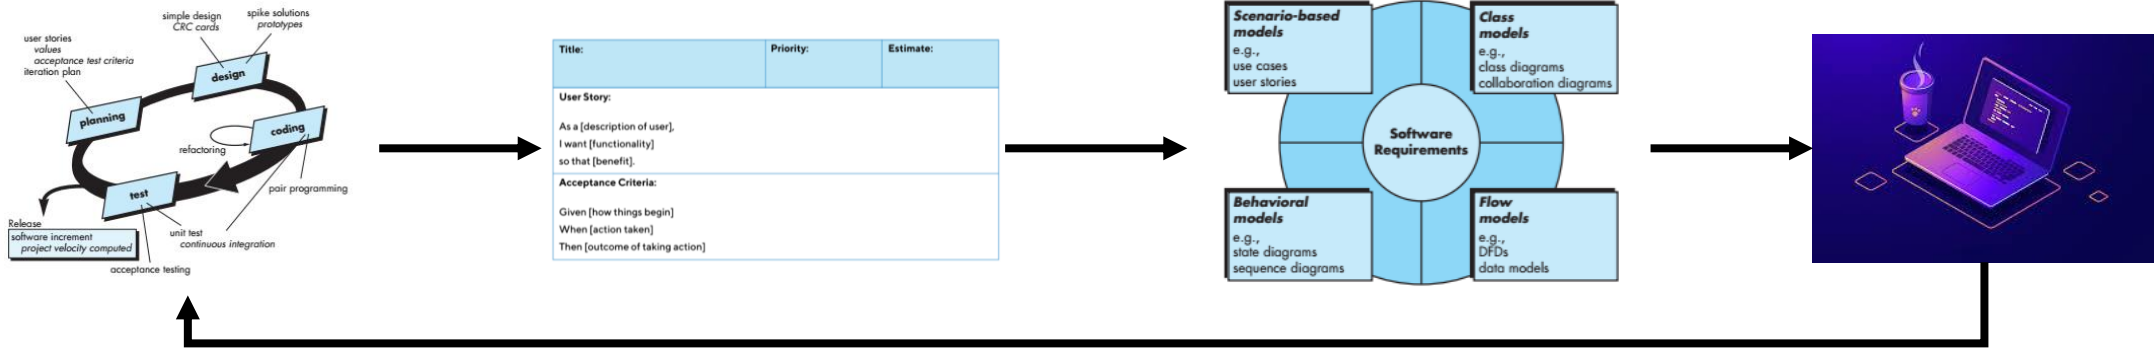 simple design
CRC cards
spike solutions
prototypes
user stories
values
acceptance test criteria
iteration plan
design
planning
coding
refactoring
test
pair programming
Release
software increment
project velocity computed
unit test
continuous integration
acceptance testing
Title:
Priority:
Estimate:
User Story:
As a [description of user],
I want [functionality]
so that [benefit].
Acceptance Criteria:
Given [how things begin]
When [action taken]
Then [outcome of taking action]
Scenario-based
models
e.g.,
use cases
user stories
Class
models
e.g.,
class diagrams
collaboration diagrams
Software
Requirements
Behavioral
models
e.g.,
state diagrams
sequence diagrams
Flow
models
e.g.,
DFDs
data models